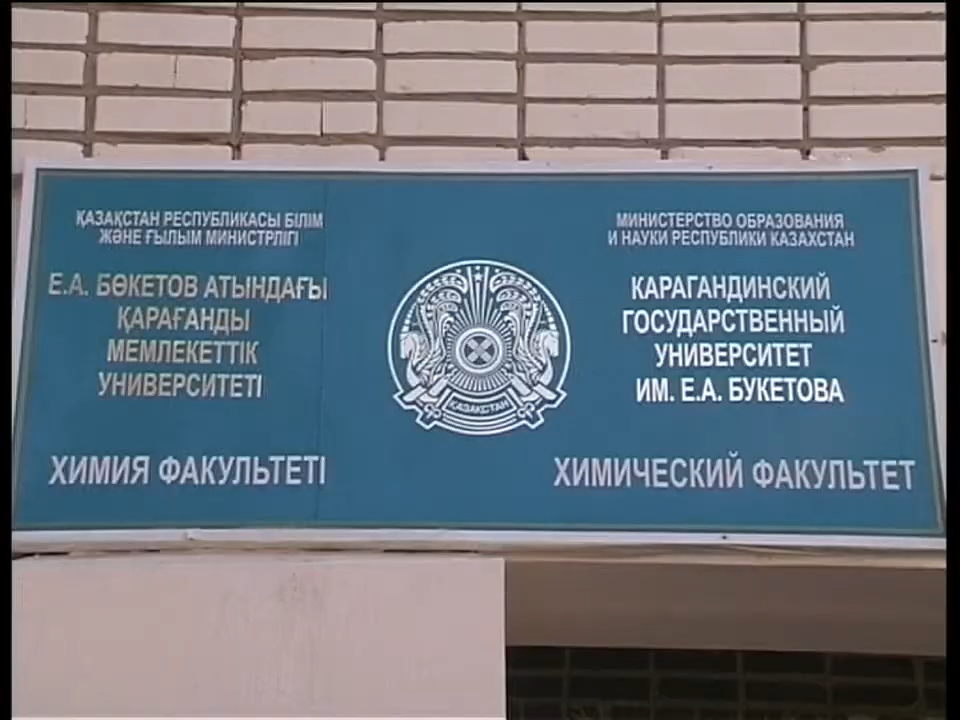 ҚАЗАҚСТАН РЕСПУБЛИКАСЫ БІЛІМ
ЖӘНЕ ҒЫЛЫМ МИНИСТРЛІГІ
Е.А. БӨКЕТОВ АТЫНДАҒЫ
ҚАРАҒАНДЫ
МЕМЛЕКЕТТІК
УНИВЕРСИТЕТІ
ХИМИЯ ФАКУЛЬТЕТІ
ҚАЗАҚСТАН
МИНИСТЕРСТВО ОБРАЗОВАНИЯ
И НАУКИ РЕСПУБЛИКИ КАЗАХСТАН
КАРАГАНДИНСКИЙ
ГОСУДАРСТВЕННЫЙ
УНИВЕРСИТЕТ
ИМ. Е.А. БУКЕТОВА
ХИМИЧЕСКИЙ ФАКУЛЬТЕТ